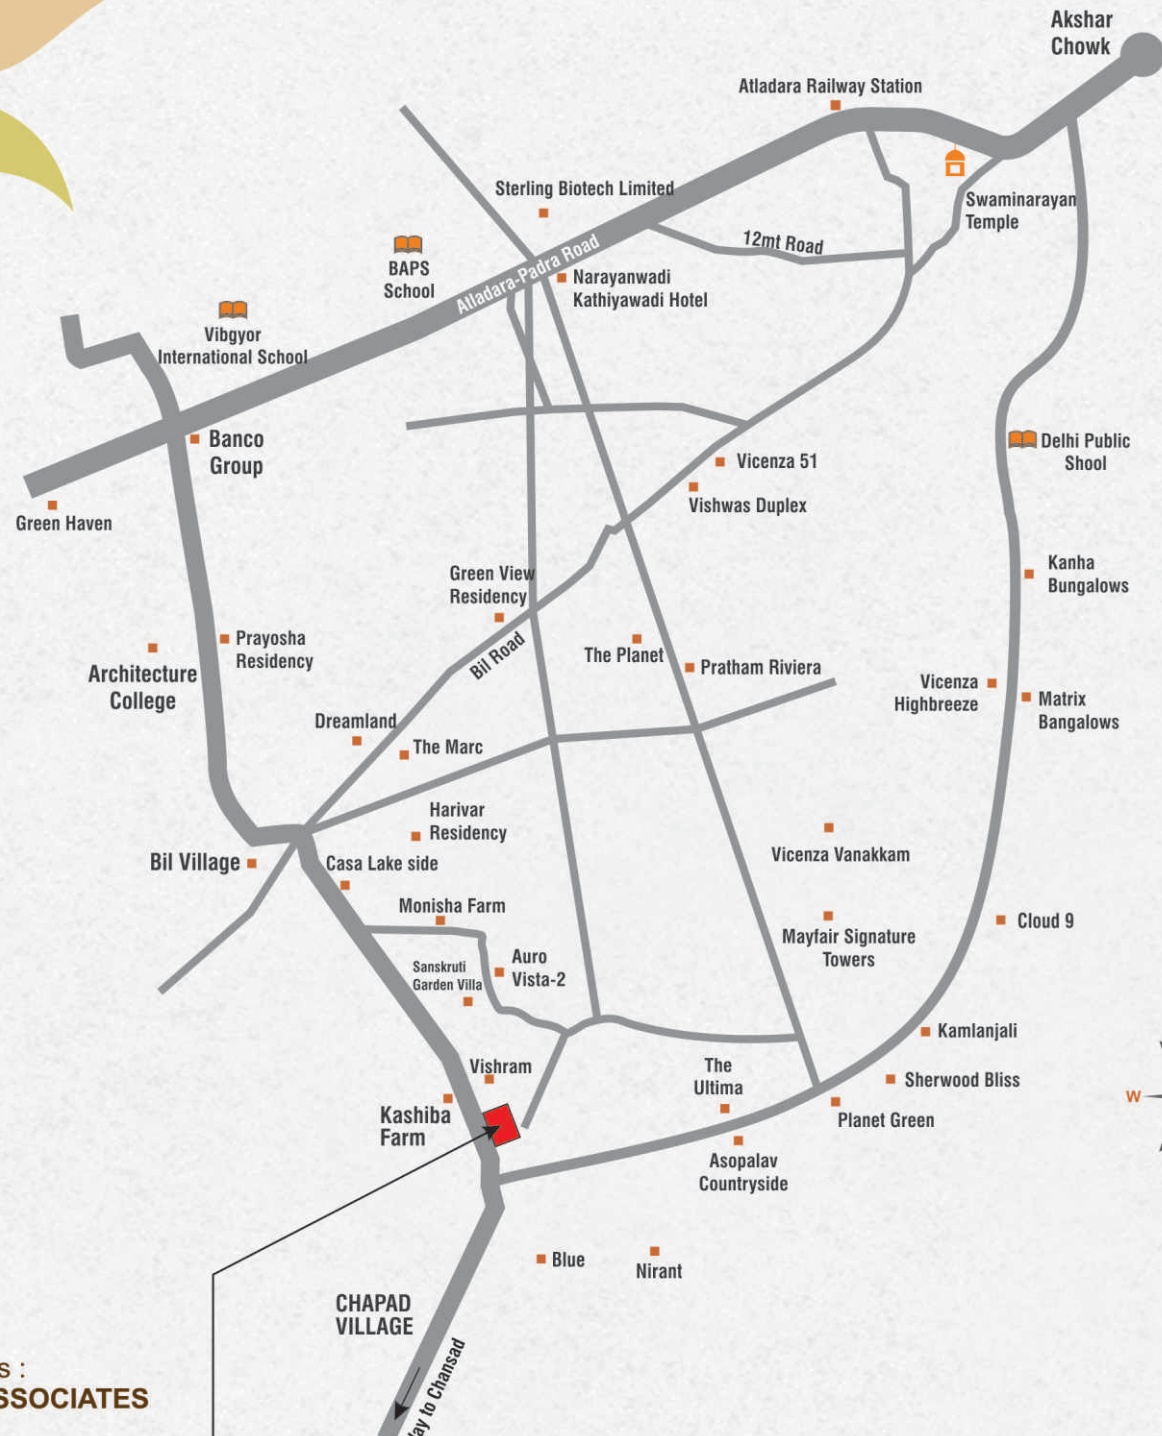 Akshar
Chowk
Atladara Railway Station
Sterling Biotech Limited
Swaminarayan
Temple
12mt Road
BAPS
School
Atladara-Padra Road
Narayanwadi
Kathiyawadi Hotel
Vibgyor
International School
Banco
Group
Delhi Public
Shool
Vicenza 51
Vishwas Duplex
Green Haven
Green View
Residency
Kanha
Bungalows
Prayosha
Residency
Bil Road
The Planet
Pratham Riviera
Architecture
College
Vicenza
Highbreeze
Matrix
Bangalows
Dreamland
The Marc
Harivar
Residency
Bil Village
Casa Lake side
Vicenza Vanakkam
Monisha Farm
Cloud 9
Mayfair Signature
Towers
Auro
Vista-2
Sanskruti
Garden Villa
Kamlanjali
Vishram
The
Ultima
Sherwood Bliss
W
Kashiba
Farm
Planet Green
Asopalav
Countryside
Blue
Nirant
CHAPAD
VILLAGE
to Chansad
S :
SSOCIATES